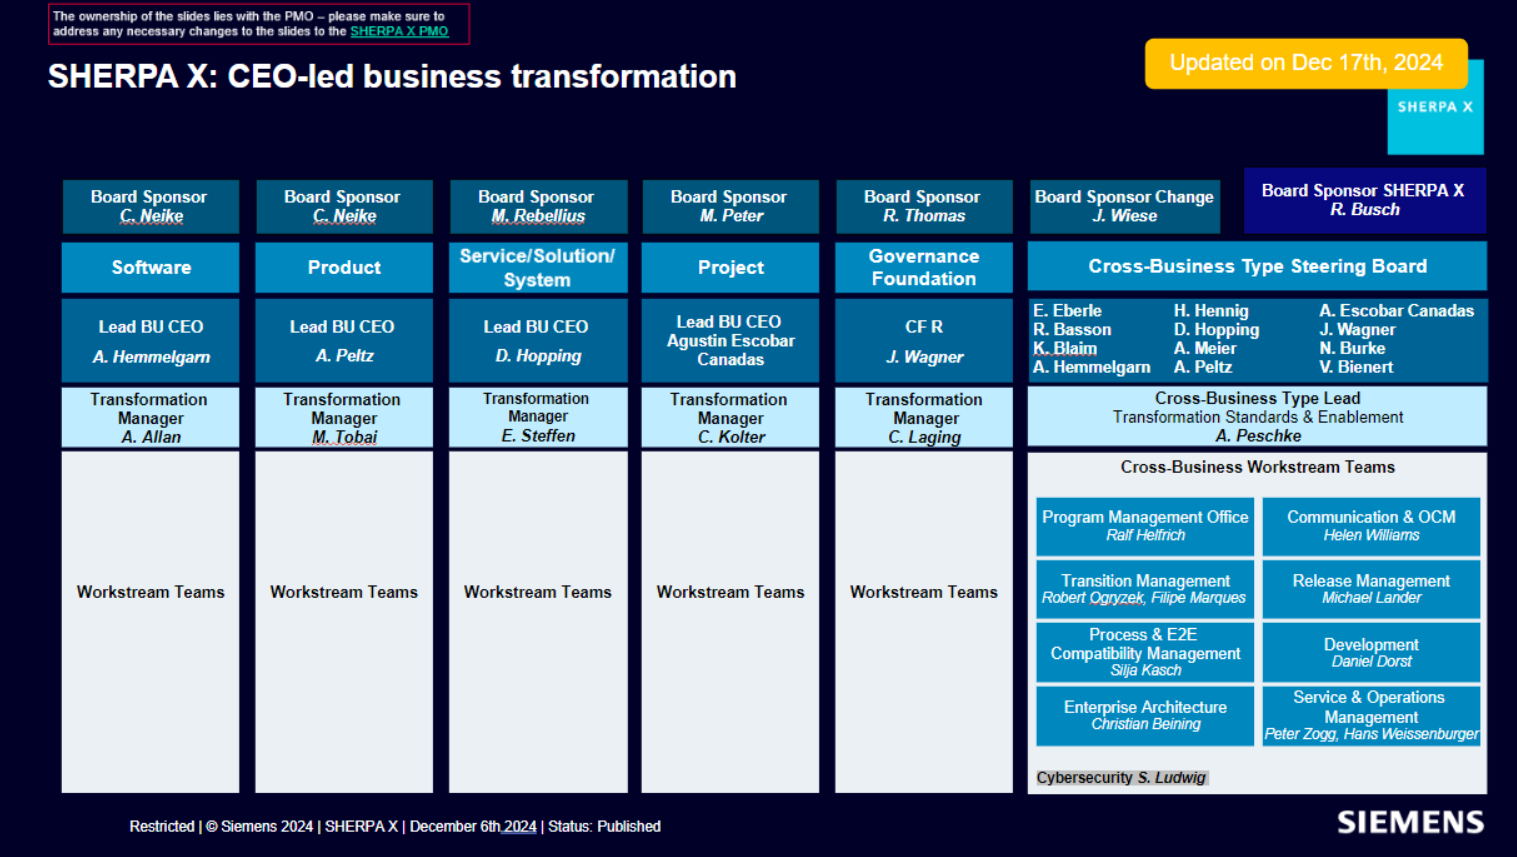 The ownership of the slides lies with the PMO – please make sure to
address any necessary changes to the slides to the SHERPA X PMO
SHERPA X: CEO-led business transformation
Updated on Dec 17th, 2024
SHERPA X
Board Sponsor
C. Neike
Board Sponsor
C. Neike
Board Sponsor
M. Rebellius
Board Sponsor
M. Peter
Board Sponsor
R. Thomas
Board Sponsor Change
J. Wiese
Board Sponsor SHERPA X
R. Busch
Software
Product
Service/Solution/
System
Project
Governance
Foundation
Cross-Business Type Steering Board
Lead BU CEO
A. Hemmelgarn
Lead BU CEO
A. Peltz
Lead BU CEO
D. Hopping
Lead BU CEO
Agustin Escobar
Canadas
CF R
J. Wagner
E. Eberle
R. Basson
K. Blaim
A. Hemmelgarn
H. Hennig
D. Hopping
A. Meier
A. Peltz
A. Escobar Canadas
J. Wagner
N. Burke
V. Bienert
Transformation
Manager
A. Allan
Transformation
Manager
M. Tobai
Transformation
Manager
E. Steffen
Transformation
Manager
C. Kolter
Transformation
Manager
C. Laging
Cross-Business Type Lead
Transformation Standards & Enablement
A. Peschke
Workstream Teams
Workstream Teams
Workstream Teams
Workstream Teams
Workstream Teams
Cross-Business Workstream Teams
Program Management Office
Ralf Helfrich
Communication & OCM
Helen Williams
Transition Management
Robert Ogryzek, Filipe Marques
Release Management
Michael Lander
Process & E2E
Compatibility Management
Silja Kasch
Development
Daniel Dorst
Enterprise Architecture
Christian Beining
Service & Operations
Management
Peter Zogg, Hans Weissenburger
Cybersecurity S. Ludwig
Restricted | © Siemens 2024 | SHERPA X | December 6th 2024 | Status: Published
SIEMENS